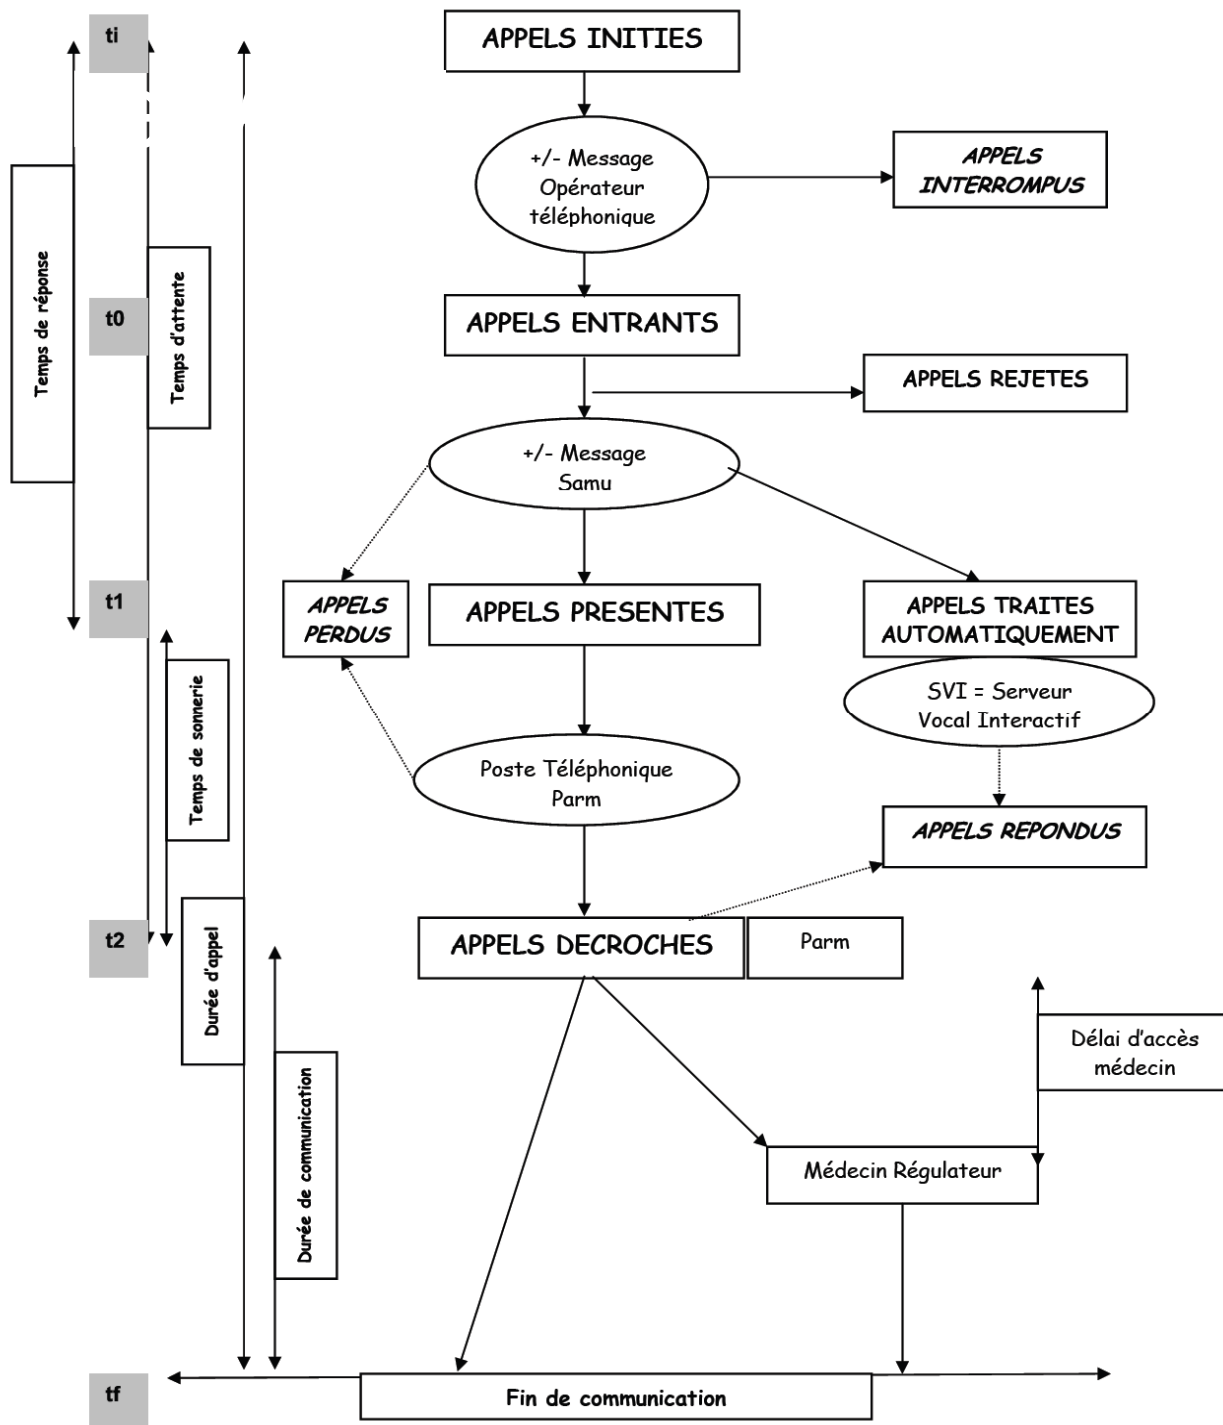 ti
APPELS INITIES
+/- Message
Opérateur
téléphonique
APPELS
INTERROMPUS
Temps de réponse
Temps d'attente
t0
APPELS ENTRANTS
APPELS REJETES
+/- Message
Samu
t1
APPELS
PERDUS
APPELS PRESENTES
APPELS TRAITES
AUTOMATIQUEMENT
SVI = Serveur
Vocal Interactif
Temps de sonnerie
Poste Téléphonique
Parm
APPELS REPONDUS
t2
Durée d'appel
APPELS DECROCHES
Parm
Délai d'accès
médecin
Durée de communication
Médecin Régulateur
tf
Fin de communication